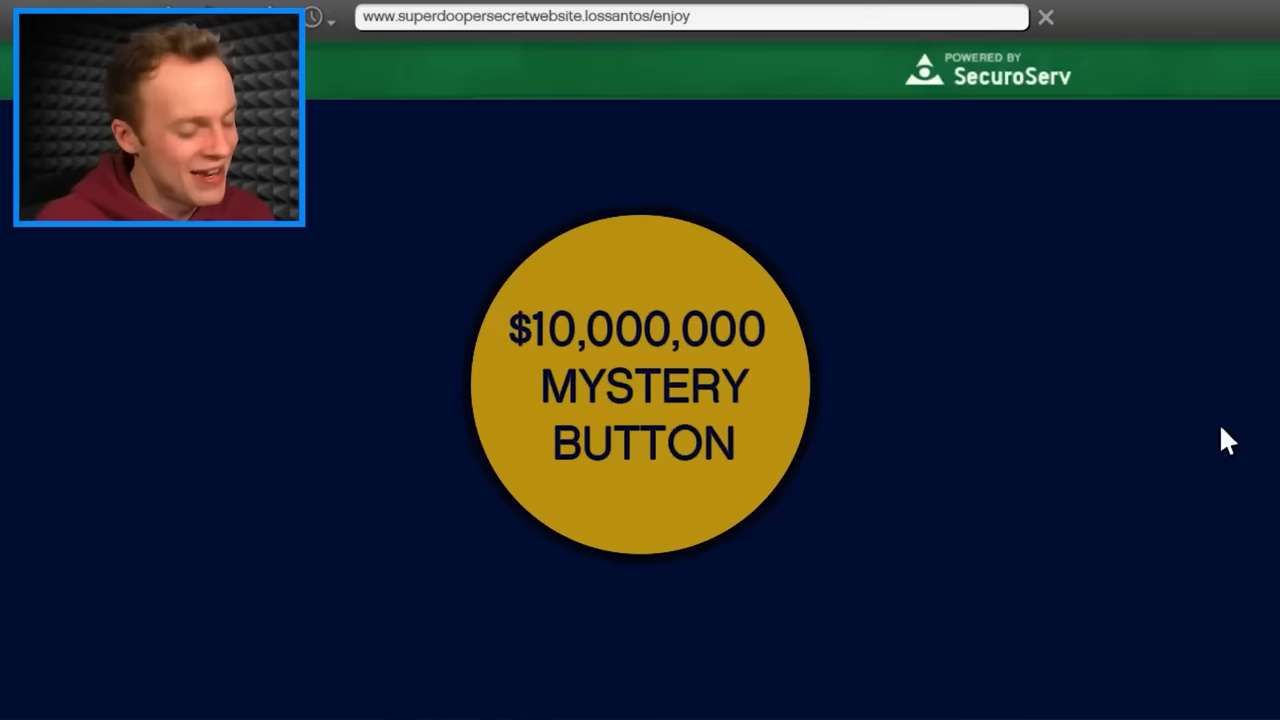 www.superdoopersecretwebsite.lossantos/enjoy
POWERED BY
SecuroServ
$10,000,000
MYSTERY
BUTTON